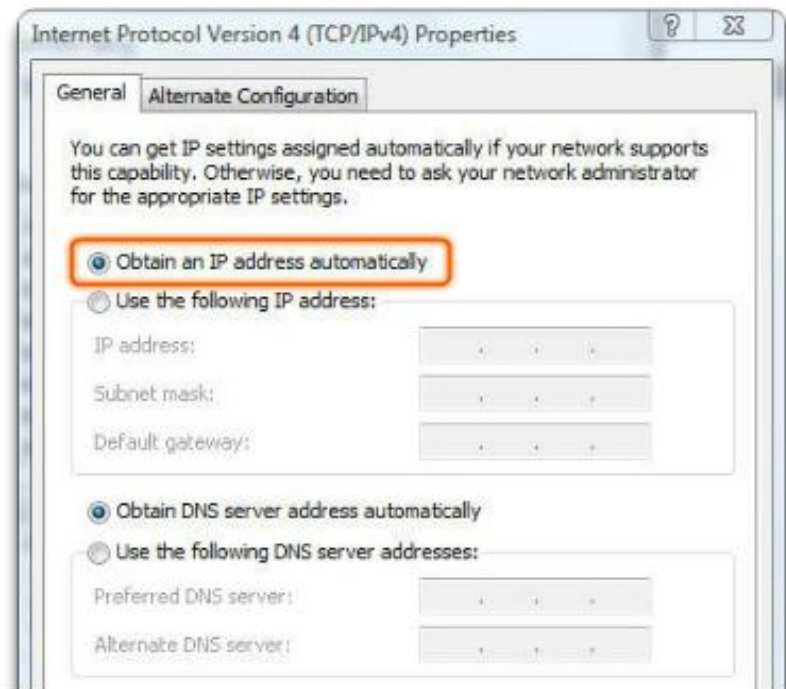 Internet Protocol Version 4 (TCP/IPv4) Properties
General
Alternate Configuration
You can get IP settings assigned automatically if your network supports
this capability. Otherwise, you need to ask your network administrator
for the appropriate IP settings.
Obtain an IP address automatically
Use the following IP address:
IP address:
Subnet mask:
Default gateway:
Obtain DNS server address automatically
Use the following DNS server addresses:
Preferred DNS server:
Alternate DNS server: